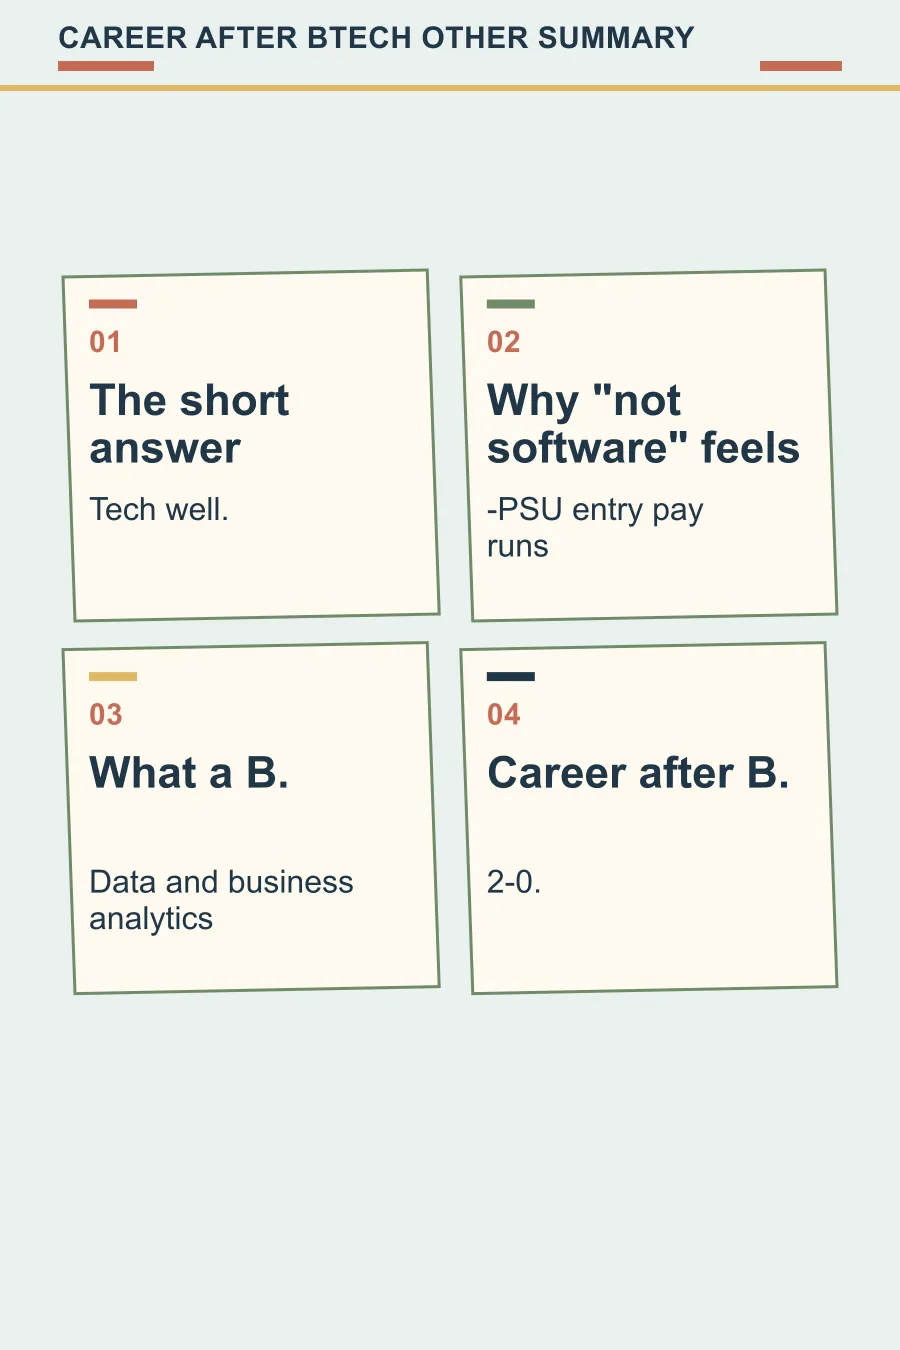 CAREER AFTER BTECH OTHER SUMMARY
01
The short
answer
Tech well.
02
Why "not
software" feels
-PSU entry pay
runs
03
What a B.
Data and business
analytics
04
Career after B.
2-0.